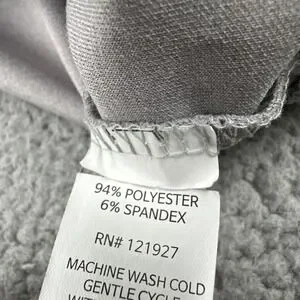 94% POLYESTER
6% SPANDEX
RN# 121927
MACHINE WASH COLD
GENTLE CYCLE